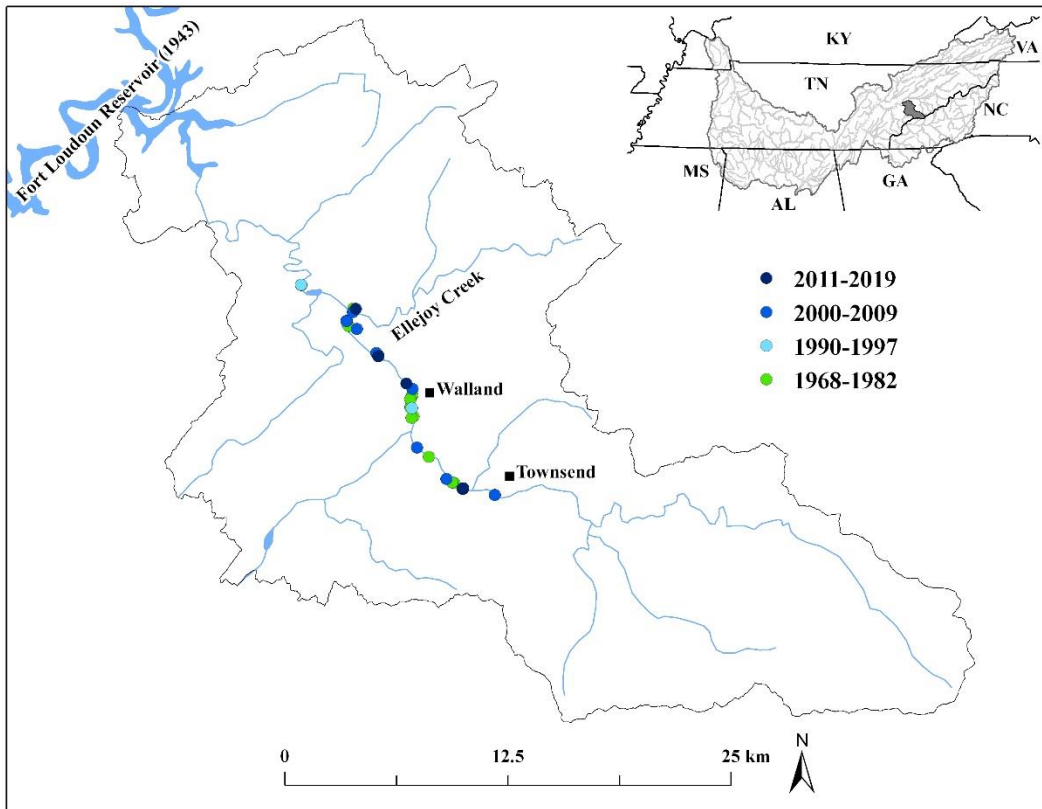 Fort Loudoun Reservoir (1943)
KY
VA
TN
NC
MS
AL
GA
2011-2019
2000-2009
1990-1997
1968-1982
Ellejoy Creek
Walland
Townsend
0
12.5
25 km
N